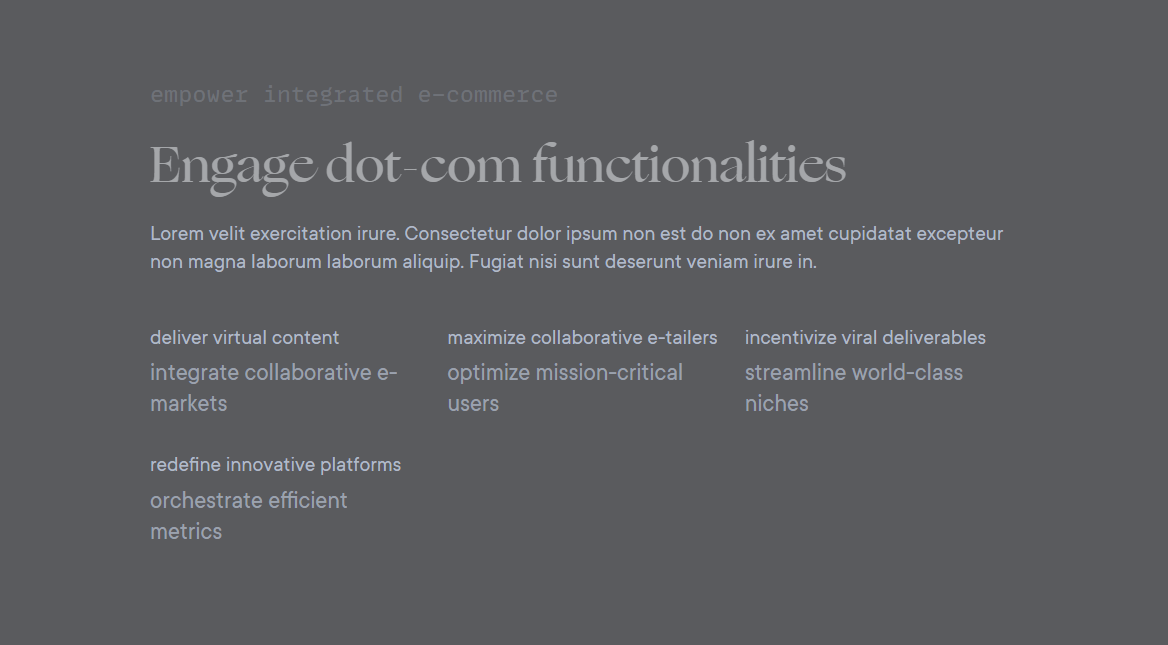 empower integrated e-commerce
Engage dot-com functionalities
Lorem velit exercitation irure. Consectetur dolor ipsum non est do non ex amet cupidatat excepteur
non magna laborum laborum aliquip. Fugiat nisi sunt deserunt veniam irure in.
deliver virtual content
integrate collaborative e-
markets
maximize collaborative e-tailers
optimize mission-critical
users
incentivize viral deliverables
streamline world-class
niches
redefine innovative platforms
orchestrate efficient
metrics